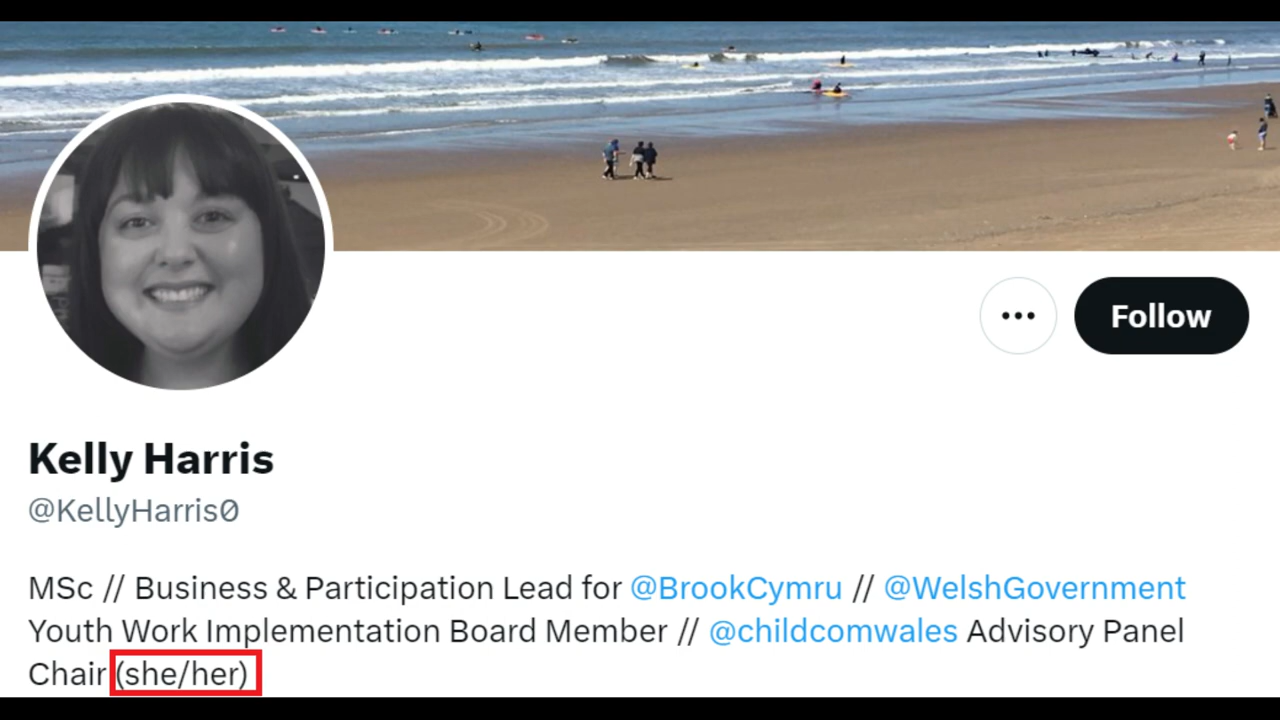 Follow
Kelly Harris
@KellyHarris0
MSc // Business & Participation Lead for @BrookCymru // @WelshGovernment
Youth Work Implementation Board Member // @childcomwales Advisory Panel
Chair (she/her)